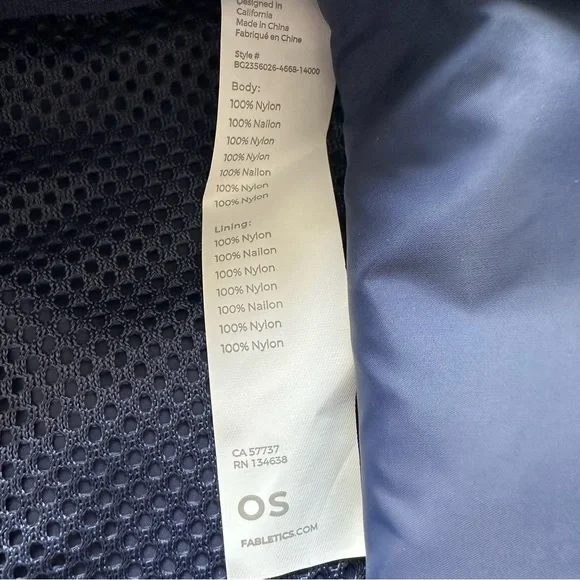 Designed in
California
Made in China
Fabriqué en Chine
Style #
BG2356026-4668-14000
Body:
100% Nylon
100% Nailon
100% Nylon
100% Nylon
100% Nailon
100% Nylon
100% Nylon
Lining:
100% Nylon
100% Nailon
100% Nylon
100% Nylon
100% Nailon
100% Nylon
100% Nylon
CA 57737
RN 134638
OS
FABLETICS.COM